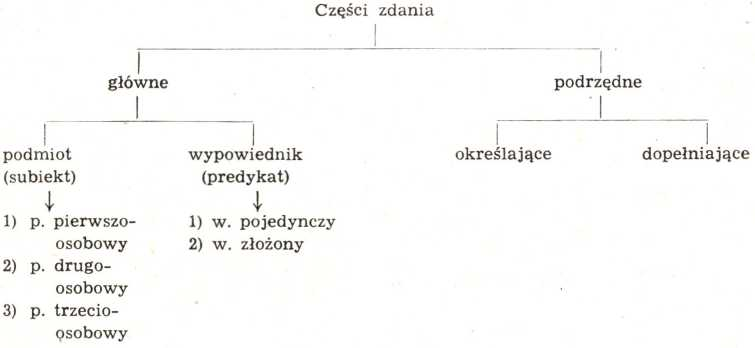 Części zdania
główne
podrzędne
podmiot
(subiekt)
wypowiednik
(predykat)
określające
dopełniające
1) p. pierwszo-
osobowy
2) p. drugo-
osobowy
3) p. trzecio-
osobowy
1) w. pojedynczy
2) w. złożony